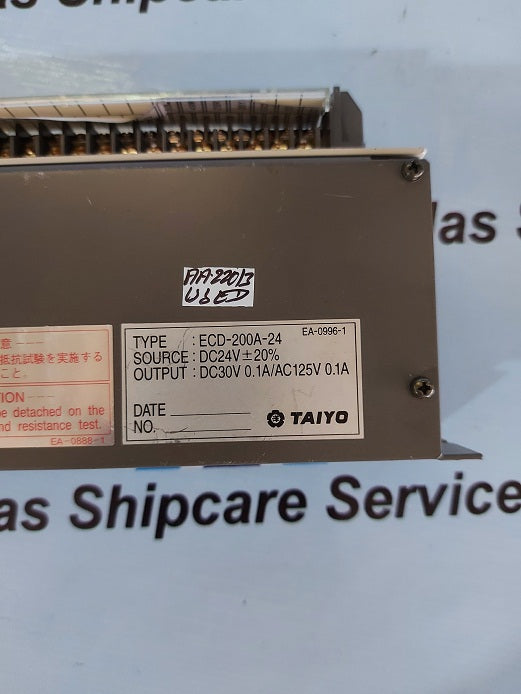 as Shipcare
las S
AA-22013
USED
意 ---
抵抗試験を実施する
こと。
TION ---
be detached on the
nd resistance test.
EA-0888-1
EA-0996-1
TYPE : ECD-200A-24
SOURCE : DC24V±20%
OUTPUT : DC30V 0.1A/AC125V 0.1A
DATE
NO.
TAIYO
as Shipcare Service